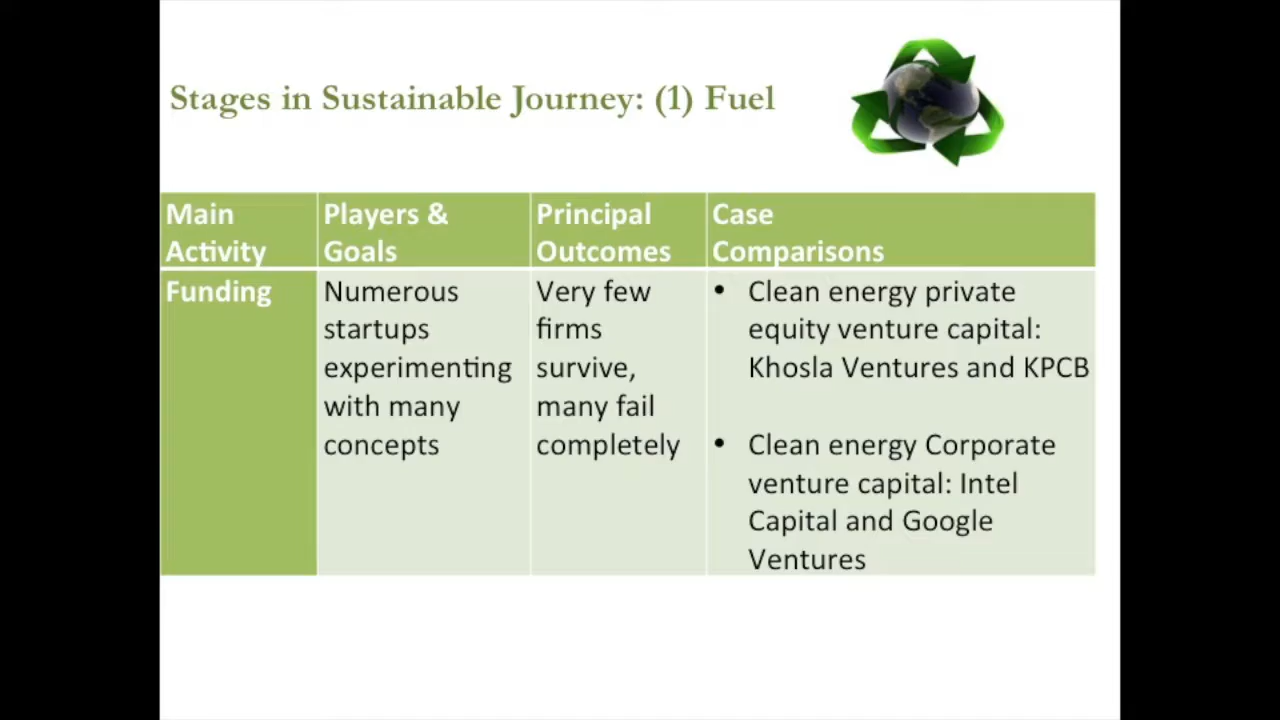 Stages in Sustainable Journey: (1) Fuel
Main
Activity
Players &
Goals
Principal
Outcomes
Case
Comparisons
Funding
Numerous
startups
experimenting
with many
concepts
Very few
firms
survive,
many fail
completely
• Clean energy private
equity venture capital:
Khosla Ventures and KPCB
• Clean energy Corporate
venture capital: Intel
Capital and Google
Ventures